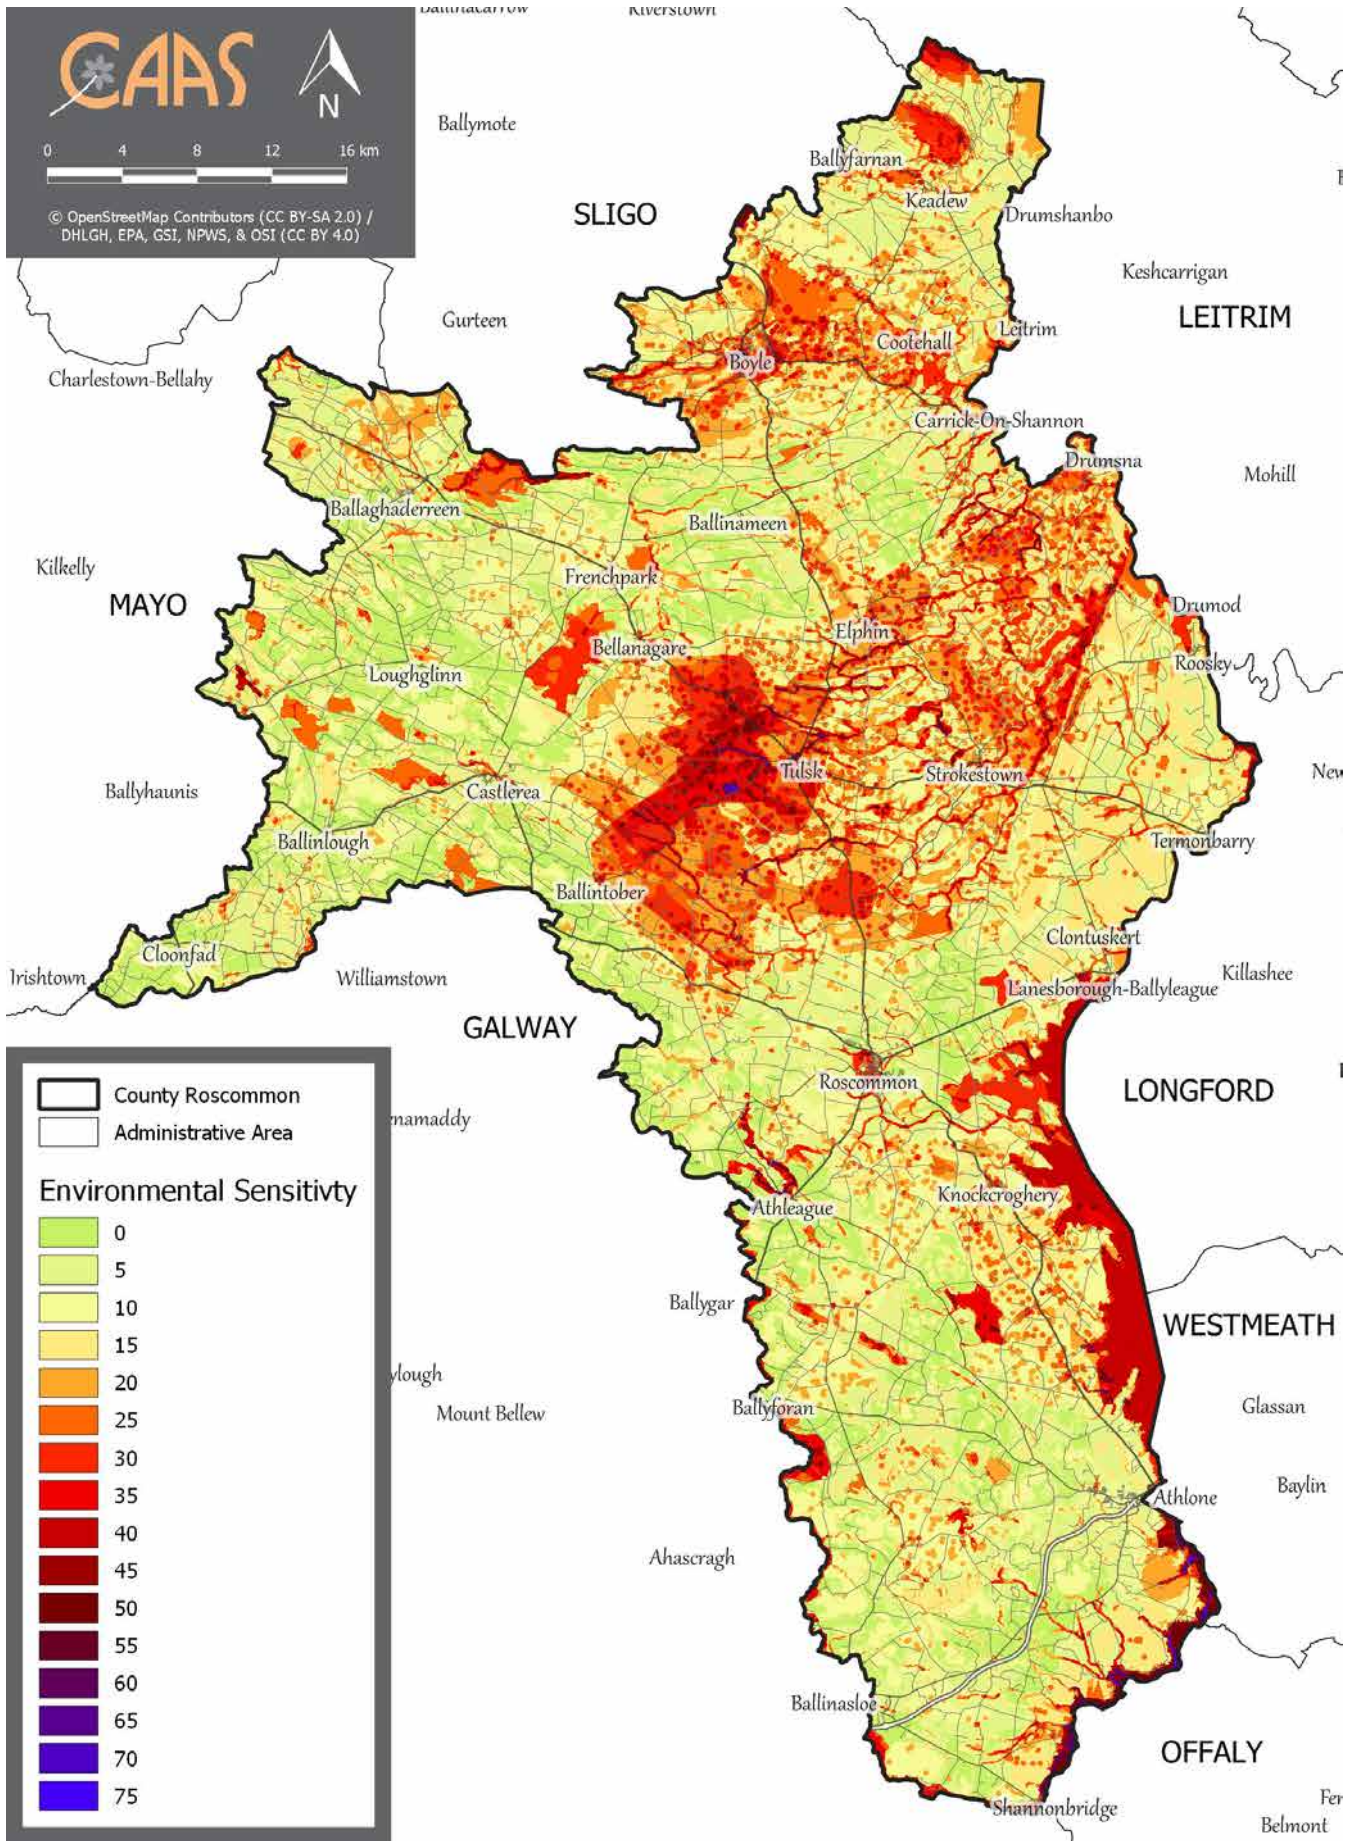 Ballinacarrow
Riverstown
CAAS
N
0 4 8 12 16 km
© OpenStreetMap Contributors (CC BY-SA 2.0) /
DHLGH, EPA, GSI, NPWS, & OSI (CC BY 4.0)
Ballymote
Ballyfarnan
Keadew
SLIGO
Drumshanbo
Keshcarrigan
LEITRIM
Gurteen
Leitrim
Cootehall
Boyle
Charlestown-Bellahy
Carrick-On-Shannon
Drumsna
Mohill
Ballaghaderreen
Ballinameen
Kilkelly
Frenchpark
MAYO
Drumod
Elphin
Bellanagare
Roosky
Loughglinn
Tulsk
Strokestown
New
Ballyhaunis
Castlerea
Ballinlough
Termonbarry
Ballintober
Clontuskert
Cloonfad
Irishtown
Williamstown
Killashee
Lanesborough-Ballyleague
GALWAY
Roscommon
LONGFORD
County Roscommon
enamaddy
Administrative Area
Environmental Sensitivty
Knockcroghery
Athleague
0
5
Ballygar
10
WESTMEATH
15
ylough
20
Ballyforan
Mount Bellew
Glassan
25
30
Baylin
35
Athlone
40
Ahascragh
45
50
55
60
Ballinasloe
65
70
OFFALY
75
Shannonbridge
Fer
Belmont